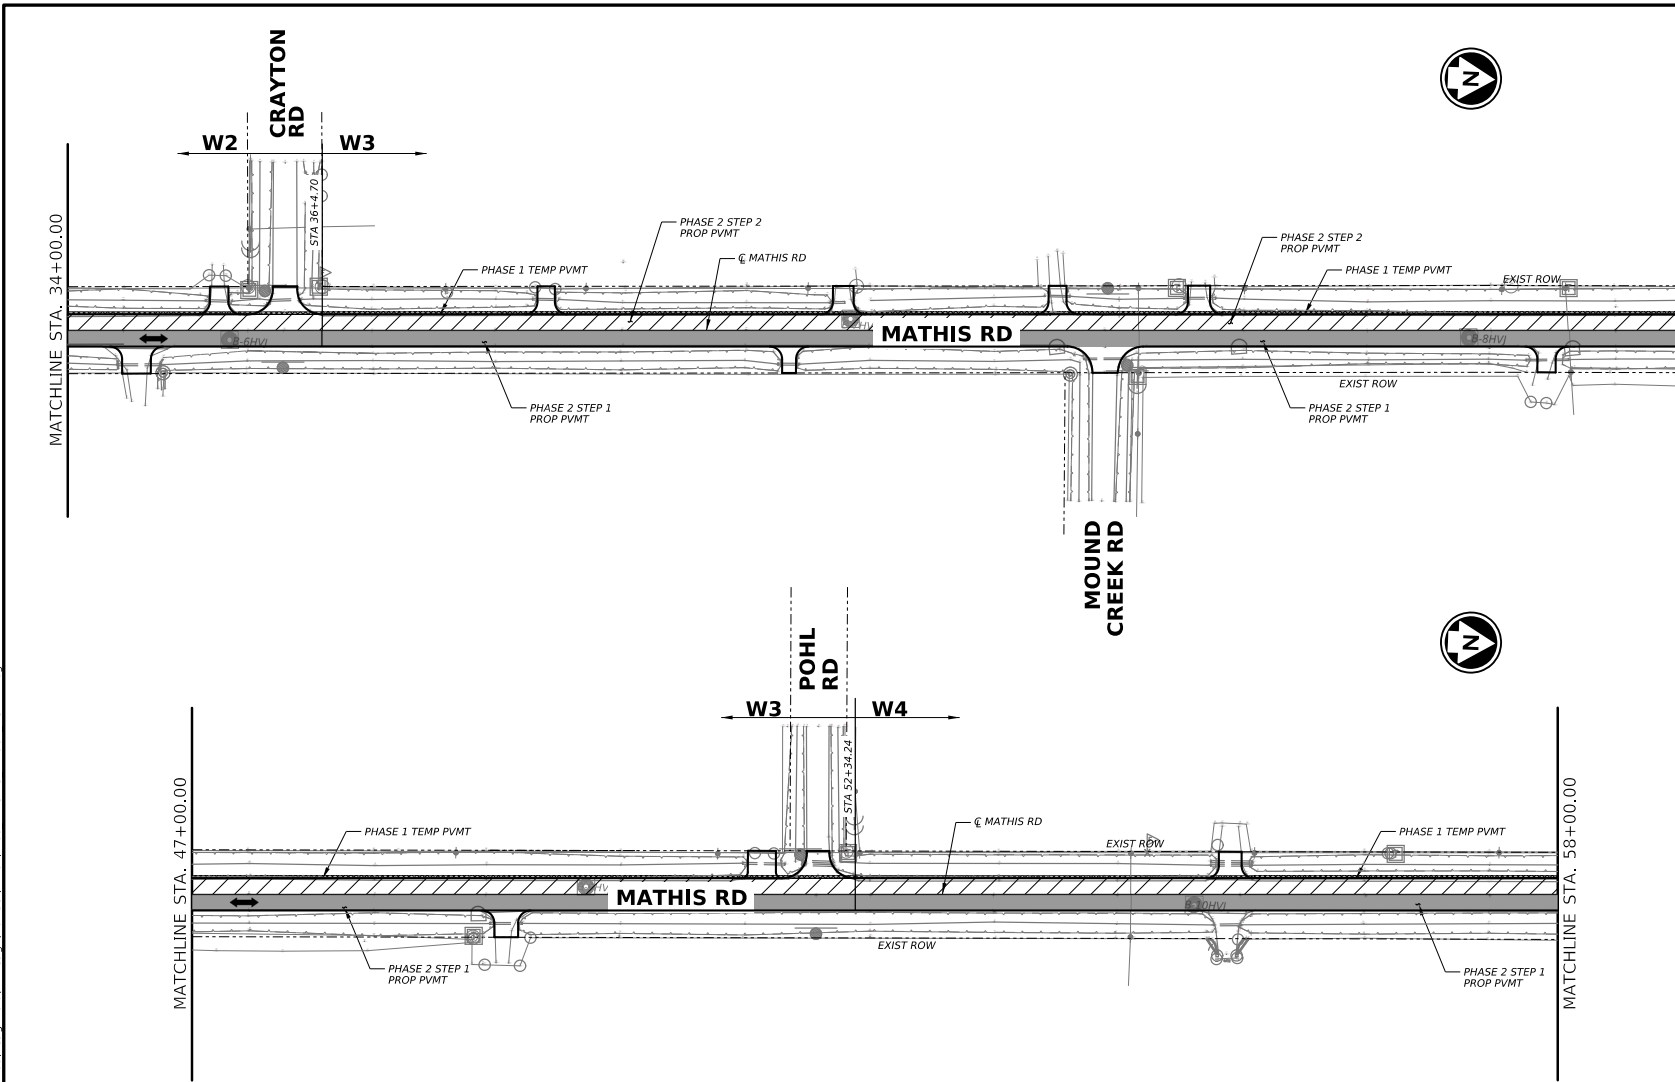 CRAYTON
RD
W2
W3
STA 36+4.70
MATCHLINE STA. 34+00.00
PHASE 2 STEP 2
PROP PVMT
℄ MATHIS RD
PHASE 1 TEMP PVMT
PHASE 2 STEP 2
PROP PVMT
PHASE 1 TEMP PVMT
EXIST ROW
N
MATHIS RD
B-6HVJ
HV
B-8HVJ
EXIST ROW
PHASE 2 STEP 1
PROP PVMT
PHASE 2 STEP 1
PROP PVMT
MOUND
CREEK RD
POHL
RD
N
W3
W4
STA 52+34.24
MATCHLINE STA. 47+00.00
PHASE 1 TEMP PVMT
℄ MATHIS RD
EXIST ROW
PHASE 1 TEMP PVMT
MATCHLINE STA. 58+00.00
HV
MATHIS RD
B-10HVJ
EXIST ROW
PHASE 2 STEP 1
PROP PVMT
PHASE 2 STEP 1
PROP PVMT